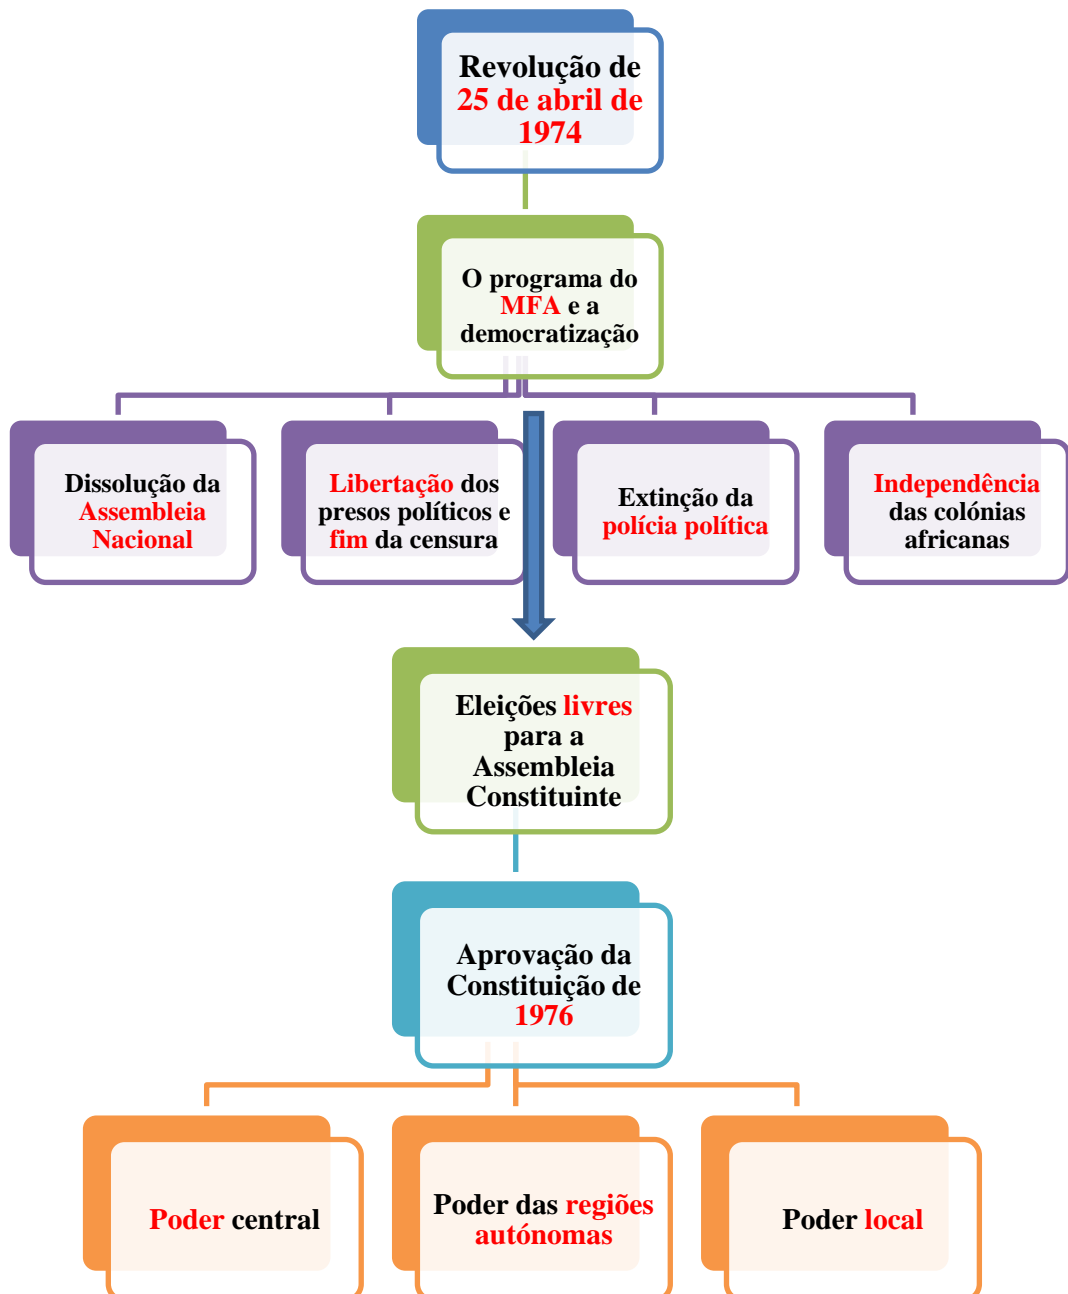 Revolução de
25 de abril de
1974
O programa do
MFA e a
democratização
Dissolução da
Assembleia
Nacional
Libertação dos
presos políticos e
fim da censura
Extinção da
polícia política
Independência
das colónias
africanas
Eleições livres
para a
Assembleia
Constituinte
Aprovação da
Constituição de
1976
Poder central
Poder das regiões
autónomas
Poder local